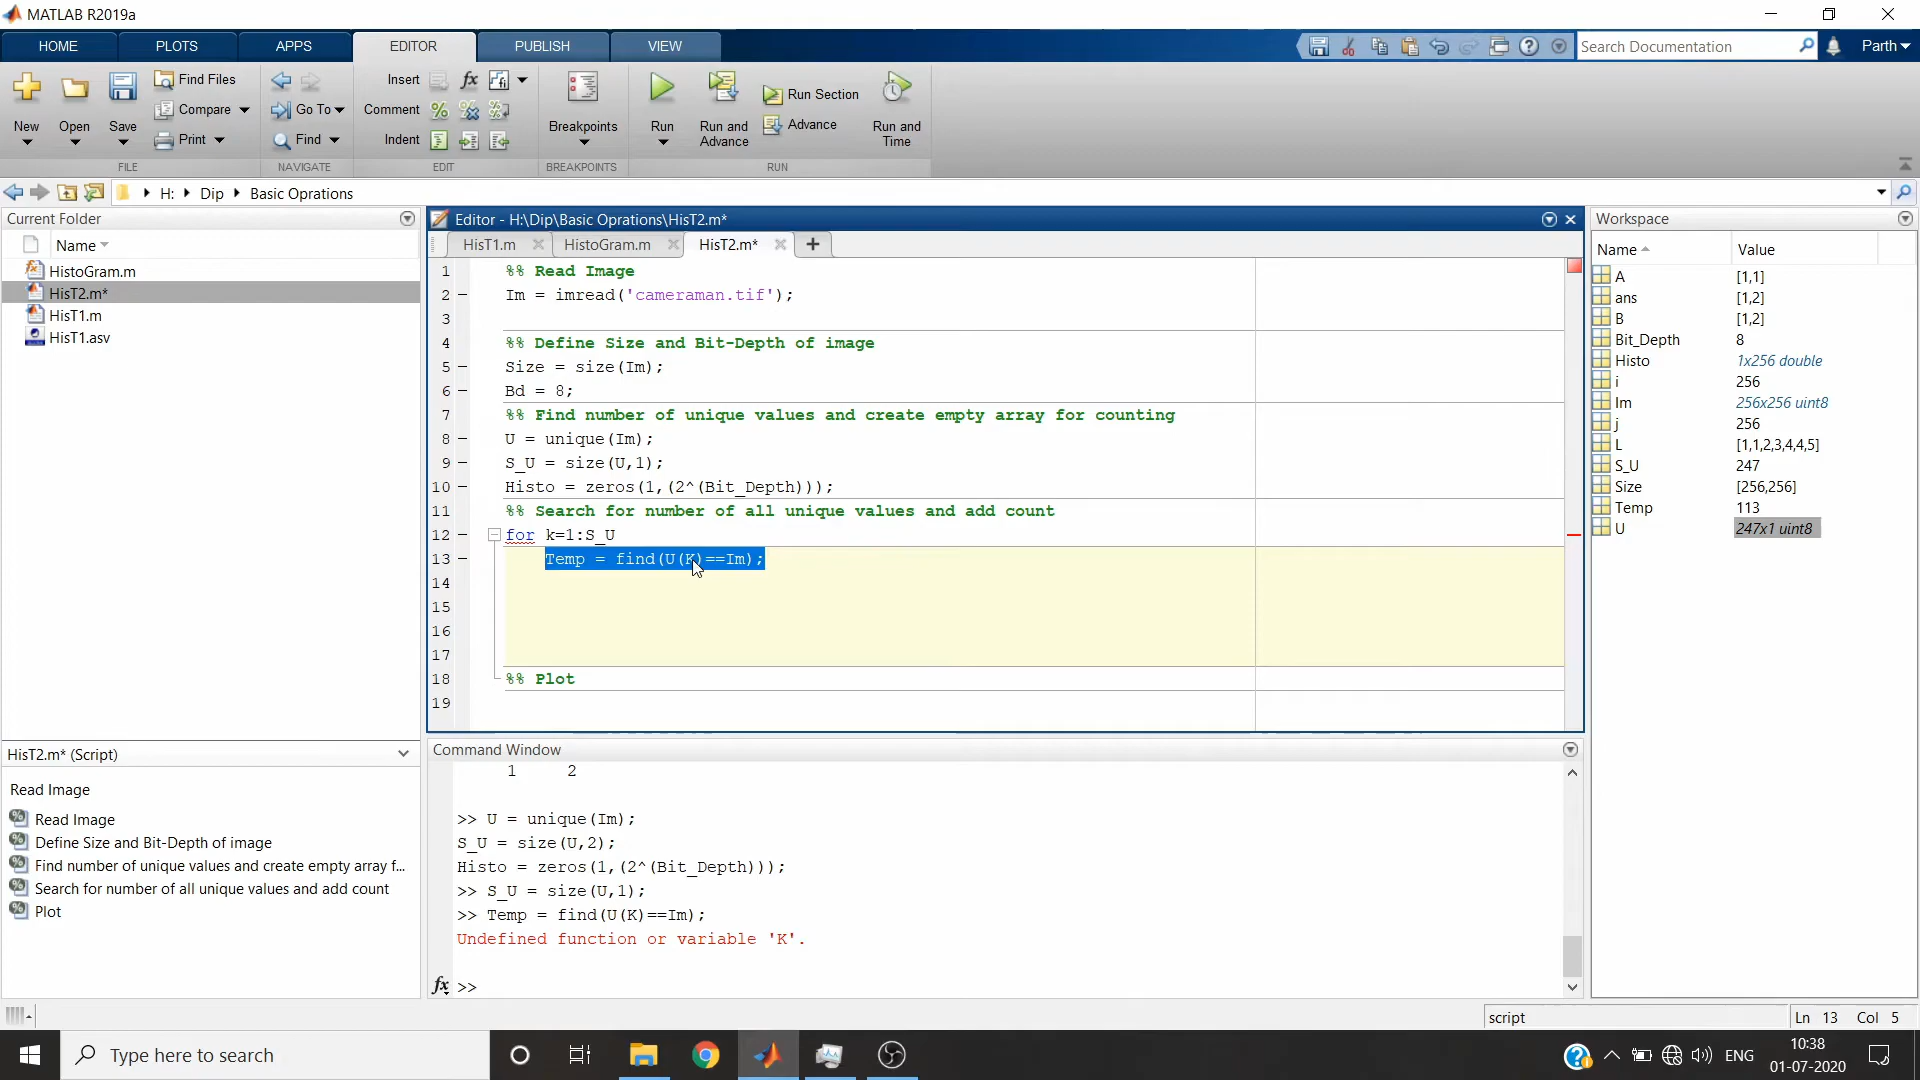 MATLAB R2019a
HOME PLOTS APPS EDITOR PUBLISH VIEW Search Documentation Parth
New Open Save Find Files Compare Print
FILE
Go To Find
NAVIGATE
Insert fx
Comment
Indent
EDIT
Breakpoints
BREAKPOINTS
Run Run and Advance Run Section Advance Run and Time
RUN
H: Dip Basic Oprations
Current Folder
Name
HistoGram.m
HisT2.m*
HisT1.m
HisT1.asv
HisT2.m* (Script)
Read Image
Read Image
Define Size and Bit-Depth of image
Find number of unique values and create empty array f...
Search for number of all unique values and add count
Plot
Editor - H:\Dip\Basic Oprations\HisT2.m*
HisT1.m HistoGram.m HisT2.m*
1 %% Read Image
2 Im = imread('cameraman.tif');
3
4 %% Define Size and Bit-Depth of image
5 Size = size(Im);
6 Bd = 8;
7 %% Find number of unique values and create empty array for counting
8 U = unique(Im);
9 S_U = size(U,1);
10 Histo = zeros(1,(2^(Bit_Depth)));
11 %% Search for number of all unique values and add count
12 for k=1:S_U
13 Temp = find(U(K)==Im);
14
15
16
17
18 %% Plot
19
Command Window
1 2
>> U = unique(Im);
S_U = size(U,2);
Histo = zeros(1,(2^(Bit_Depth)));
>> S_U = size(U,1);
>> Temp = find(U(K)==Im);
Undefined function or variable 'K'.
fx >>
Workspace
Name Value
A [1,1]
ans [1,2]
B [1,2]
Bit_Depth 8
Histo 1x256 double
i 256
Im 256x256 uint8
j 256
L [1,1,2,3,4,4,5]
S_U 247
Size [256,256]
Temp 113
U 247x1 uint8
script Ln 13 Col 5
Type here to search
ENG
10:38
01-07-2020